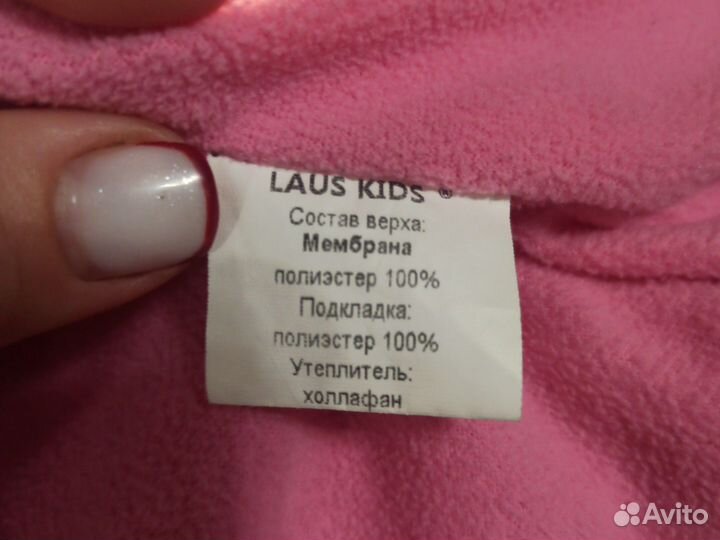 LAUS KIDS ®
Состав верха:
Мембрана
полиэстер 100%
Подкладка:
полиэстер 100%
Утеплитель:
холлафан
Avito